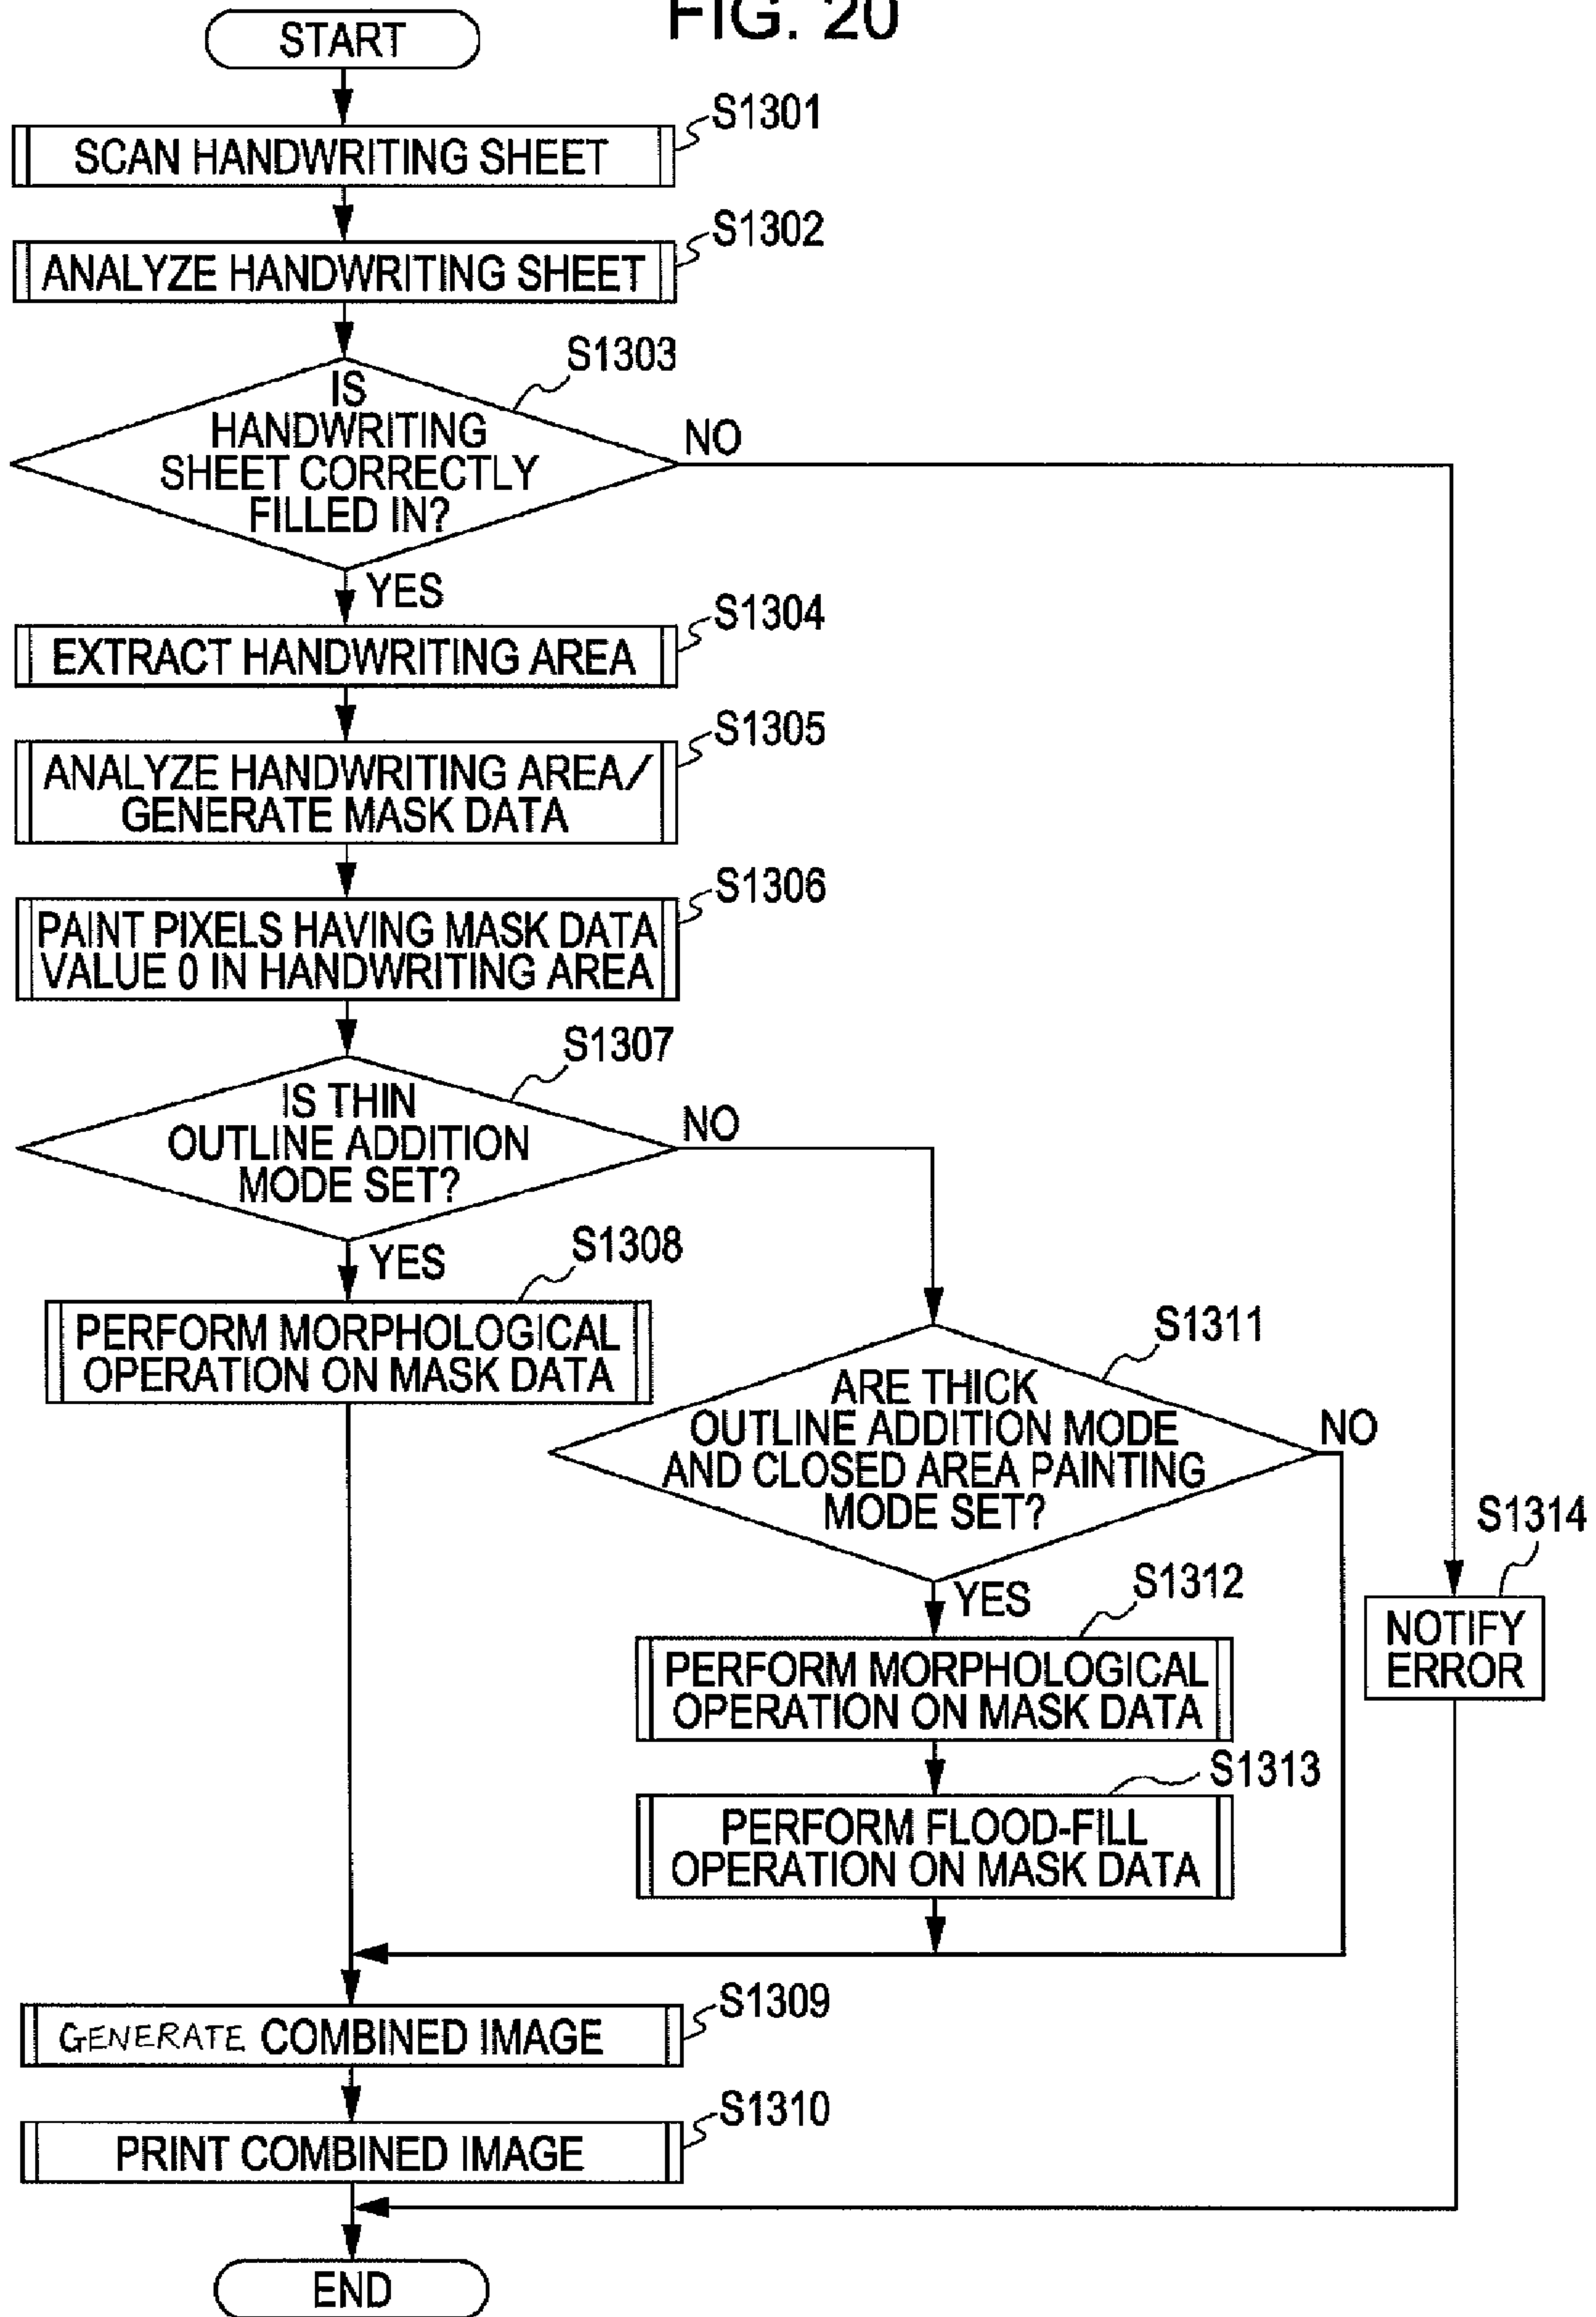 FIG. 20
START
S1301
SCAN HANDWRITING SHEET
S1302
ANALYZE HANDWRITING SHEET
S1303
IS
HANDWRITING
SHEET CORRECTLY
FILLED IN?
NO
YES
S1304
EXTRACT HANDWRITING AREA
S1305
ANALYZE HANDWRITING AREA/
GENERATE MASK DATA
S1306
PAINT PIXELS HAVING MASK DATA
VALUE 0 IN HANDWRITING AREA
S1307
IS THIN
OUTLINE ADDITION
MODE SET?
NO
YES
S1308
PERFORM MORPHOLOGICAL
OPERATION ON MASK DATA
S1311
ARE THICK
OUTLINE ADDITION MODE
AND CLOSED AREA PAINTING
MODE SET?
NO
YES
S1312
PERFORM MORPHOLOGICAL
OPERATION ON MASK DATA
S1313
PERFORM FLOOD-FILL
OPERATION ON MASK DATA
S1314
NOTIFY
ERROR
S1309
GENERATE COMBINED IMAGE
S1310
PRINT COMBINED IMAGE
END